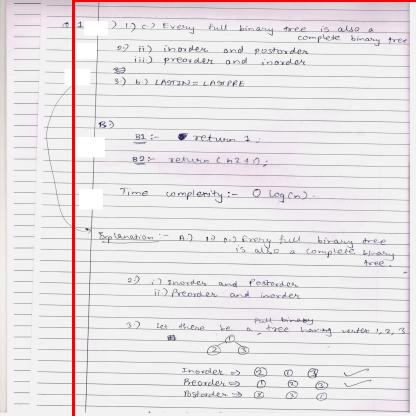 Q 1 ) 1.) c.) Every full binary tree is also a
complete binary tree
2) ii.) inorder and postorder
iii.) preorder and inorder
3) b.) LASTIN = LASTPRE
B)
B1 :- return 1;
B2 :- return (n2+1);
Time complexity :- O log(n).
Explanation :- A.) 1) c.) Every full binary tree
is also a complete binary
tree.
2) i) Inorder and Postorder
ii.) Preorder and inorder
3.) Let there be a full binary tree having vertex 1, 2, 3
1
2 3
Inorder => 2 1 3
Preorder => 1 2 3
Postorder => 2 3 1